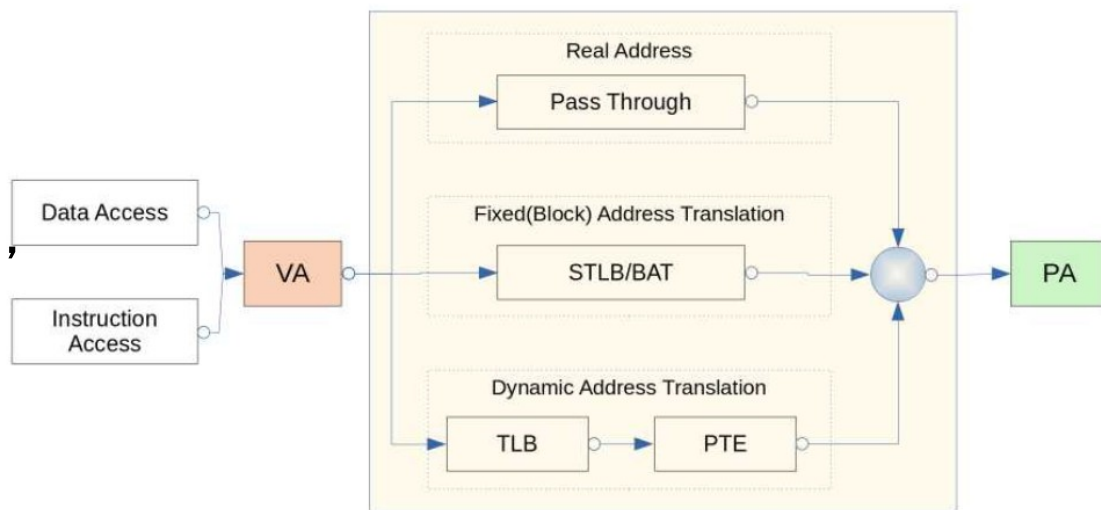 Real Address
Pass Through
Data Access
,
Instruction
Access
VA
Fixed(Block) Address Translation
STLB/BAT
PA
Dynamic Address Translation
TLB
PTE